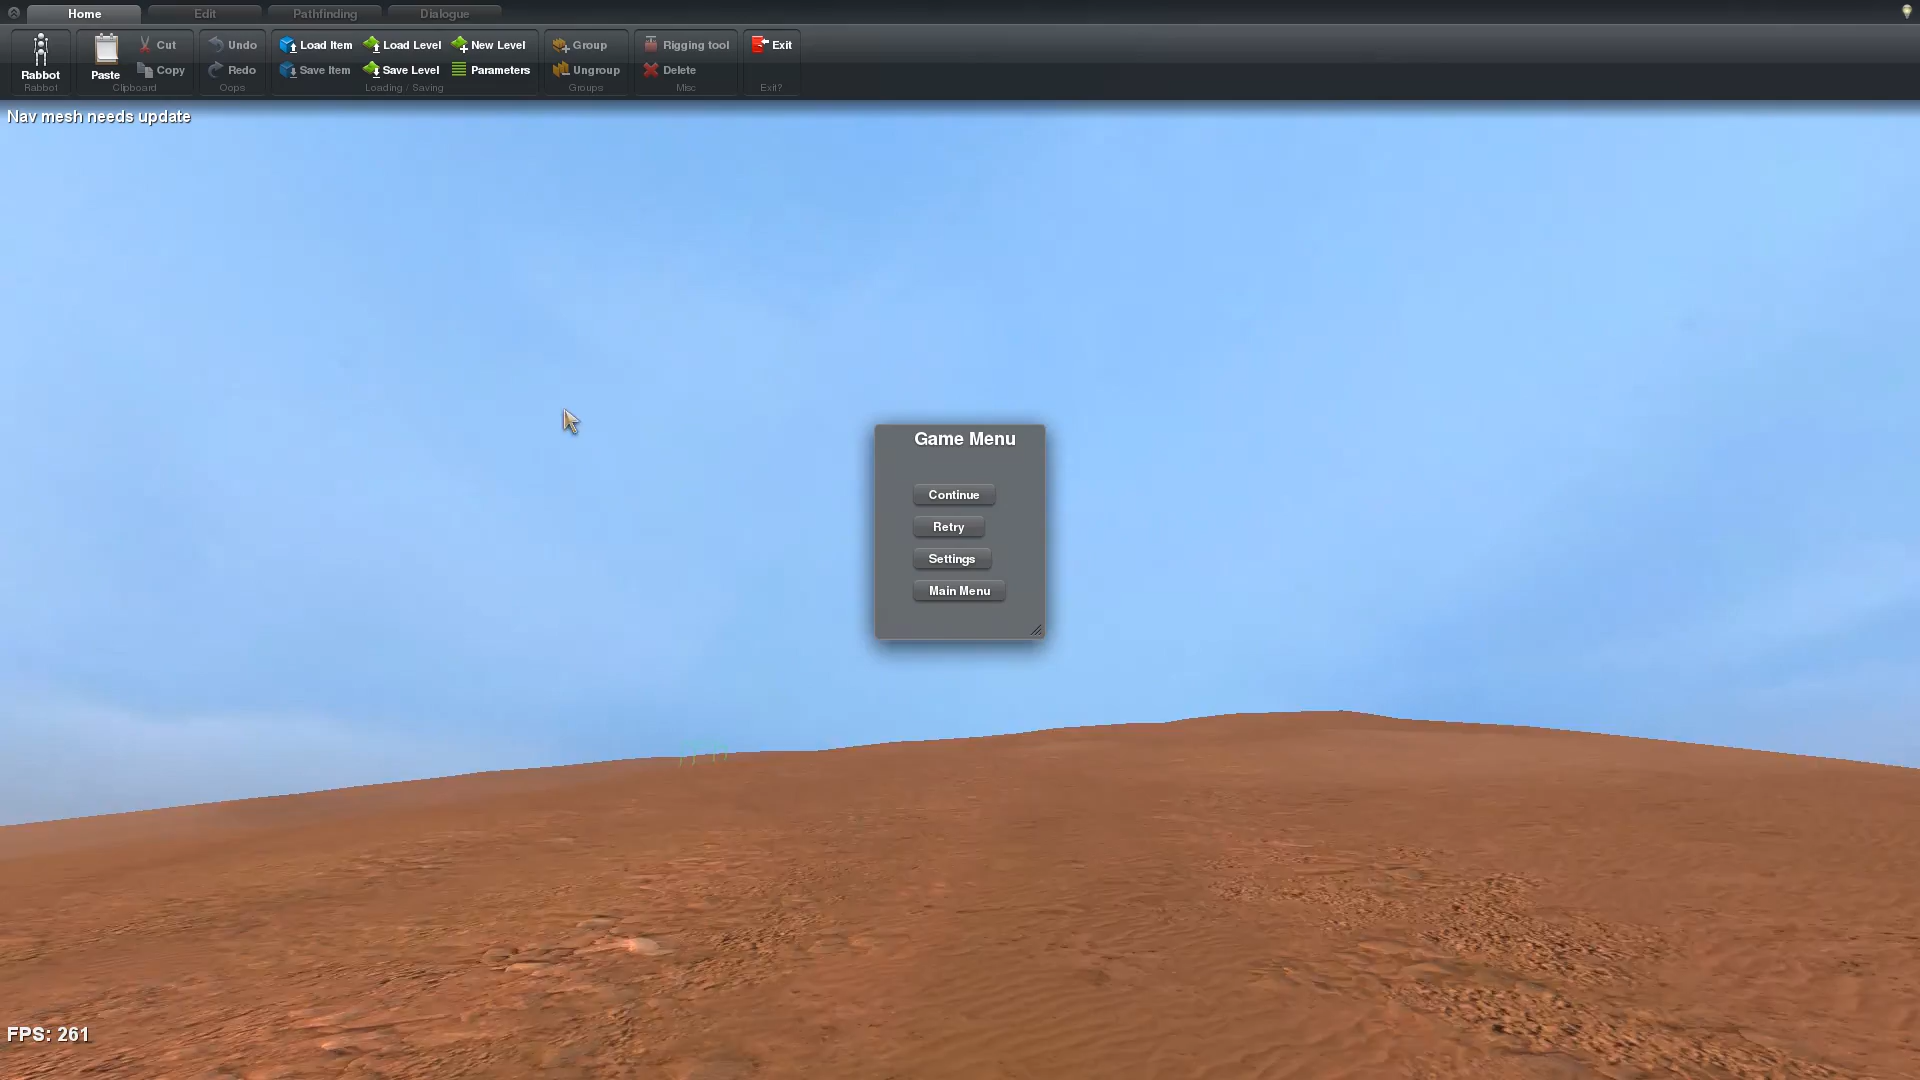 Home Edit Pathfinding Dialogue
Cut Undo Load Item Load Level New Level Group Rigging tool Exit
Rabbot Paste Copy Redo Save Item Save Level Parameters Ungroup Delete
Rabbot Clipboard Oops Loading / Saving Groups Misc Exit?
Nav mesh needs update
Game Menu
Continue
Retry
Settings
Main Menu
FPS: 261